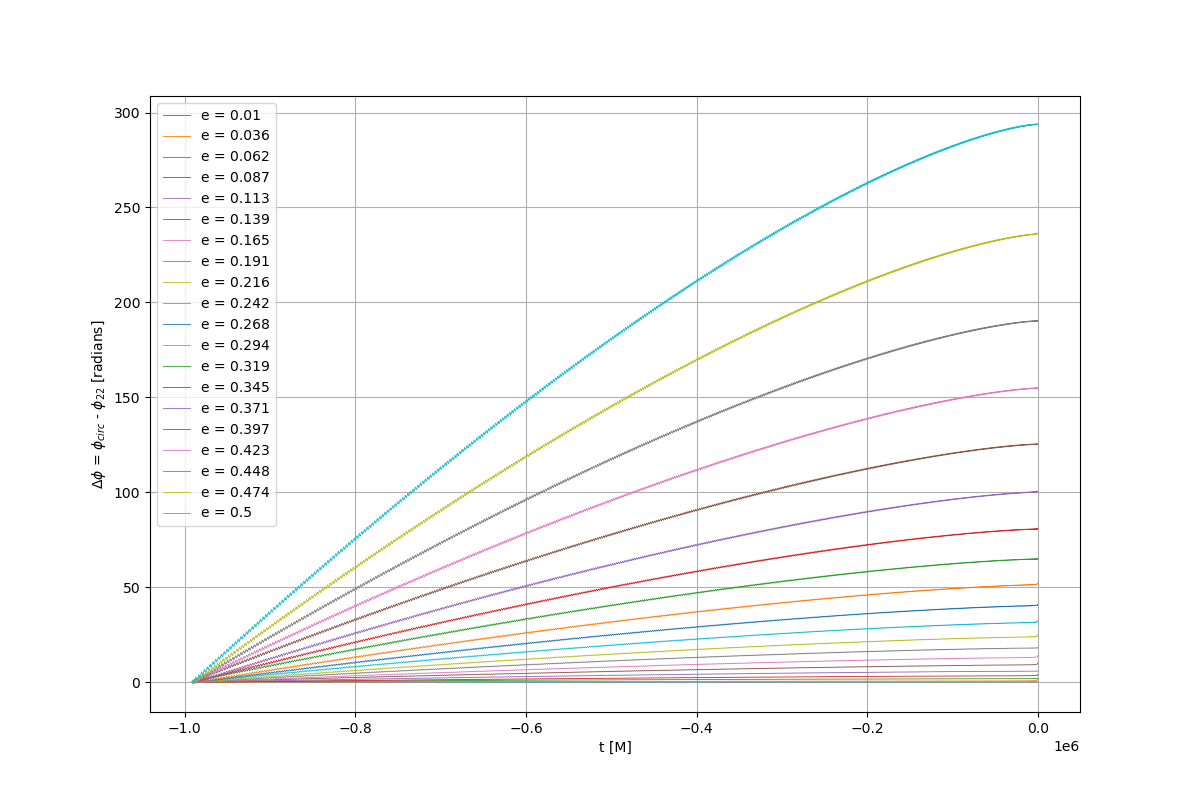 300
250
200
150
100
50
0
Δϕ = ϕcirc - ϕ22 [radians]
e = 0.01
e = 0.036
e = 0.062
e = 0.087
e = 0.113
e = 0.139
e = 0.165
e = 0.191
e = 0.216
e = 0.242
e = 0.268
e = 0.294
e = 0.319
e = 0.345
e = 0.371
e = 0.397
e = 0.423
e = 0.448
e = 0.474
e = 0.5
−1.0 −0.8 −0.6 −0.4 −0.2 0.0
1e6
t [M]